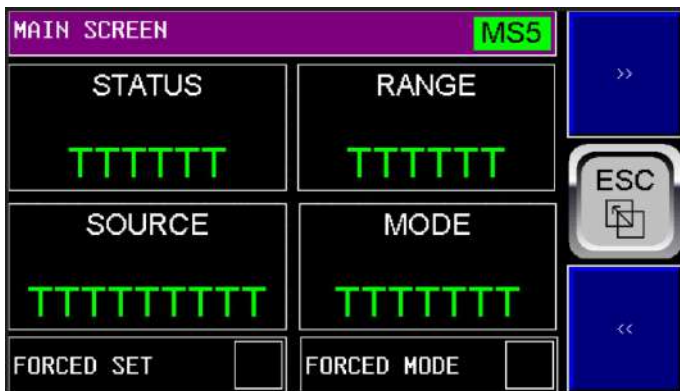 MAIN SCREEN MS5
>>
STATUS RANGE
TTTTTT TTTTTT
ESC
SOURCE MODE
TTTTTTTTT TTTTTTT
<<
FORCED SET FORCED MODE